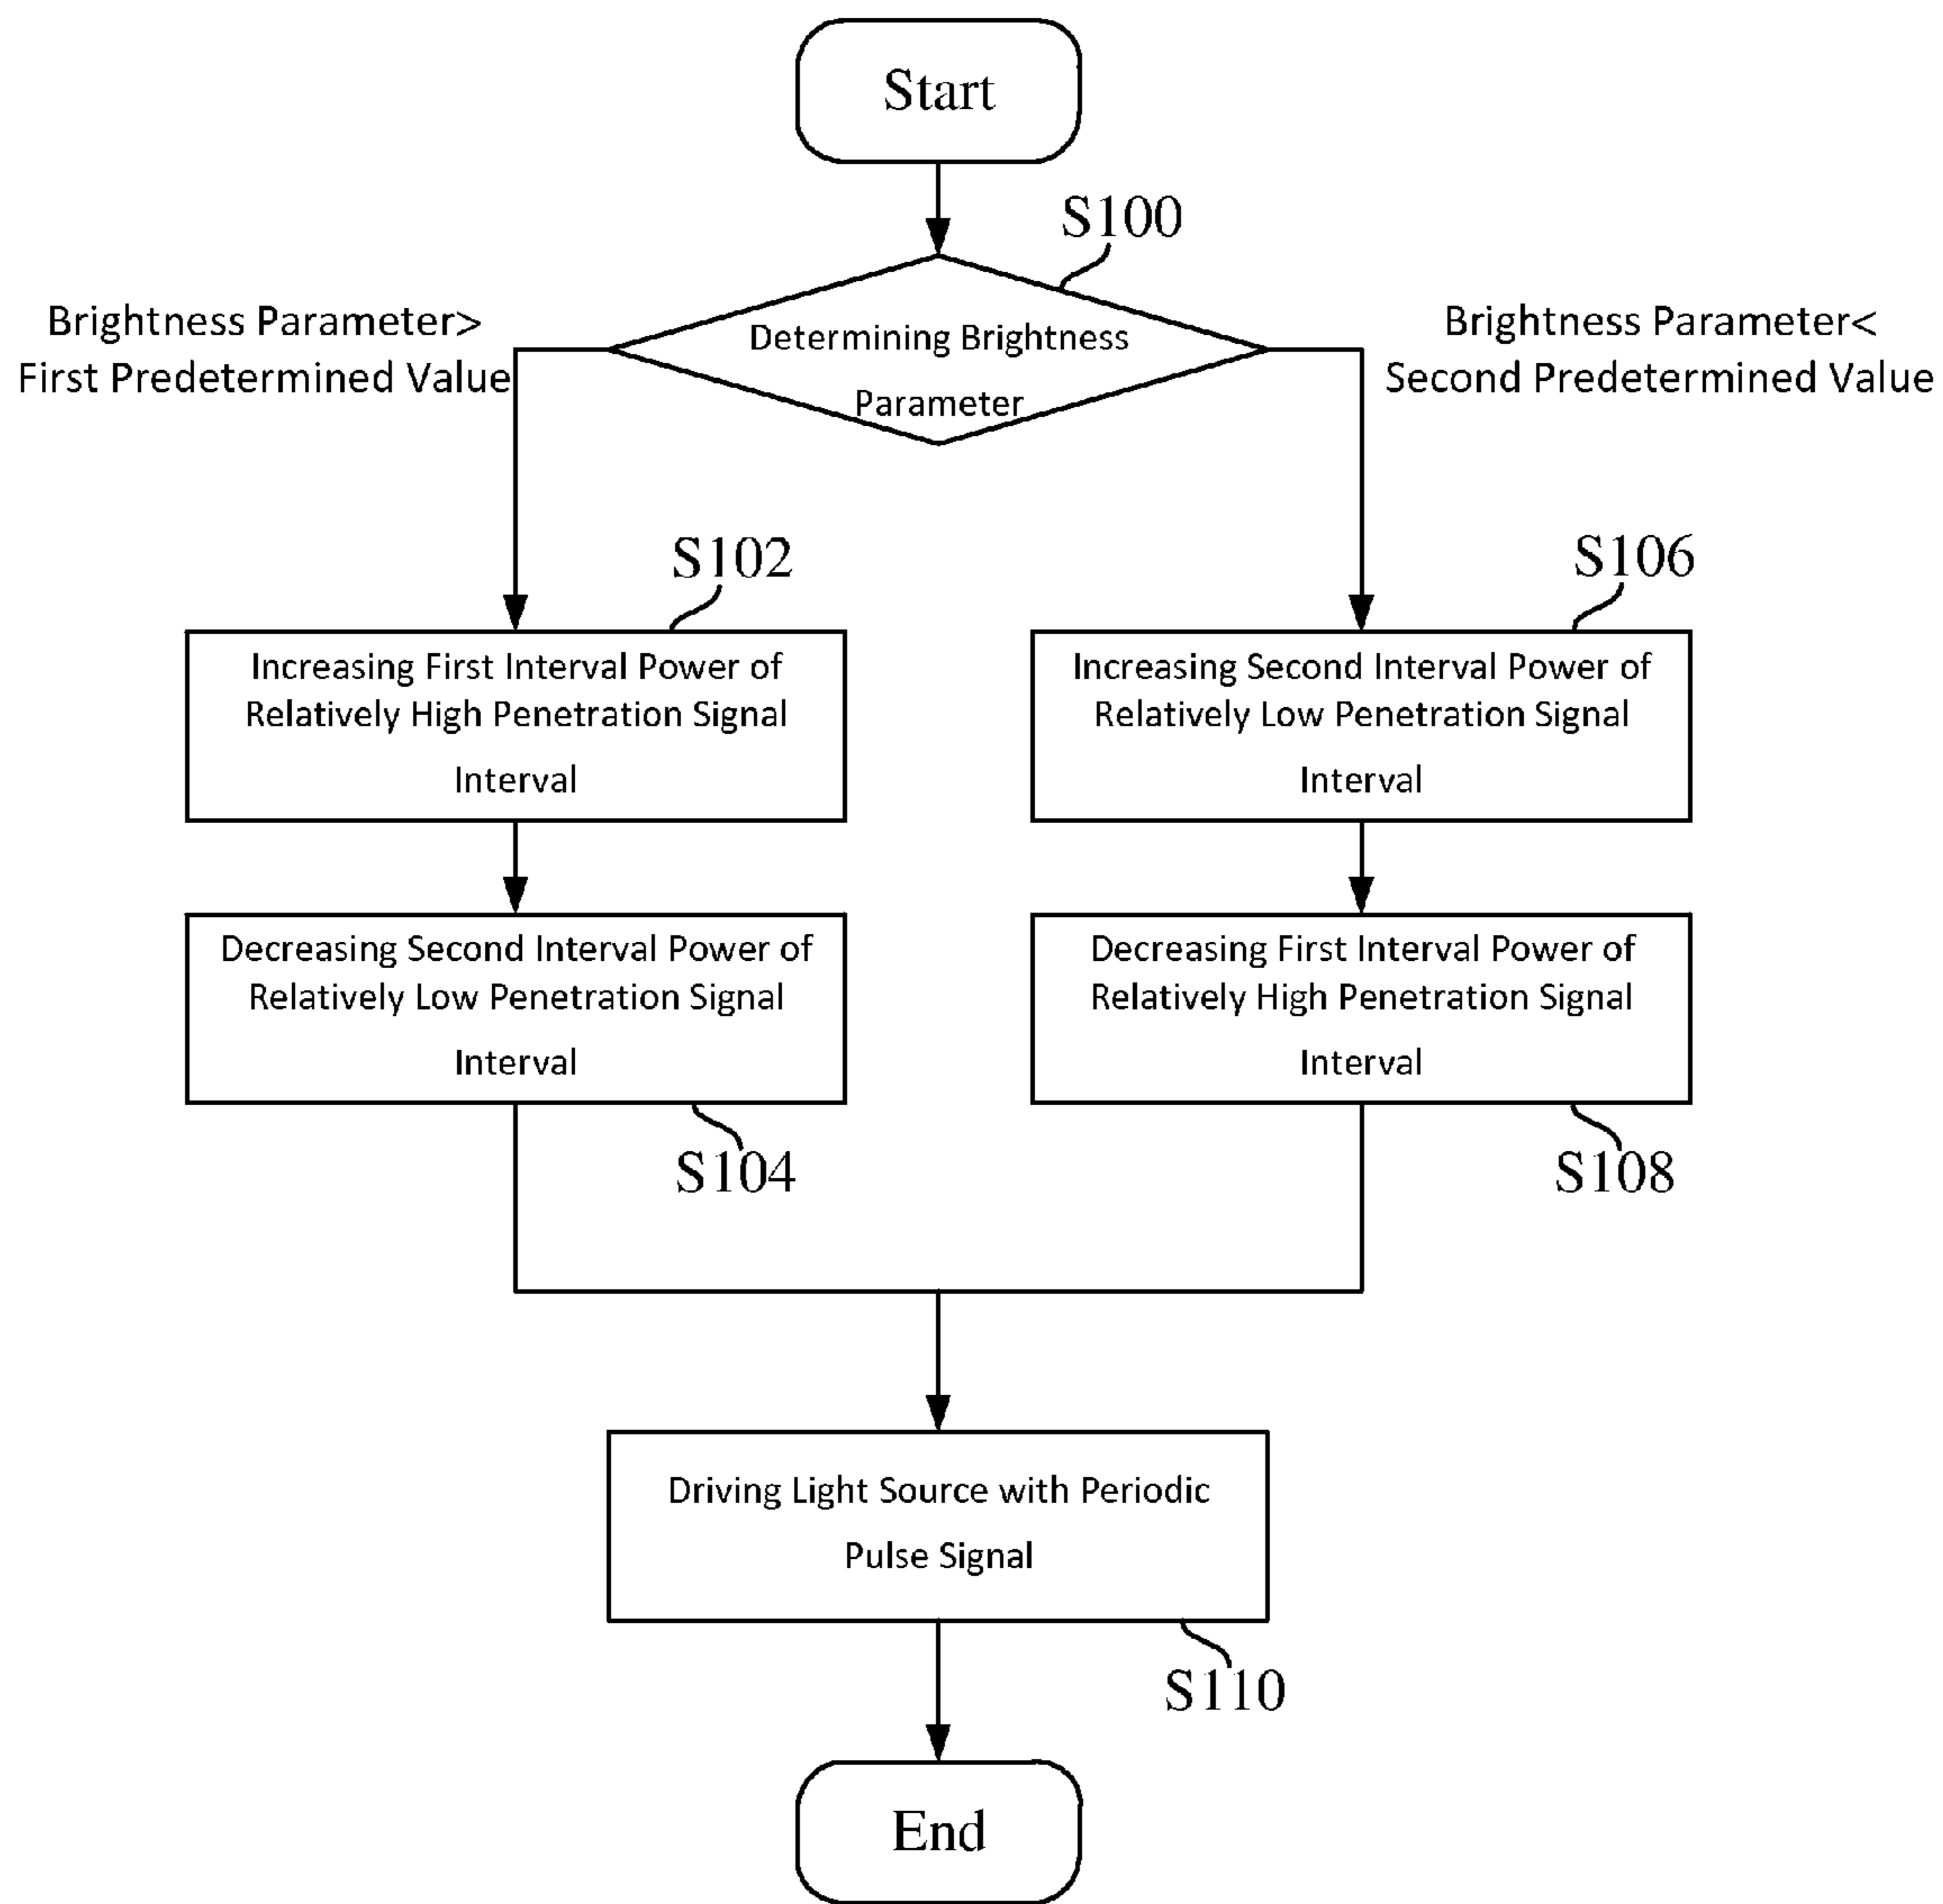 Start
S100
Brightness Parameter>
First Predetermined Value
Determining Brightness
Parameter
Brightness Parameter<
Second Predetermined Value
S102
Increasing First Interval Power of
Relatively High Penetration Signal
Interval
S106
Increasing Second Interval Power of
Relatively Low Penetration Signal
Interval
Decreasing Second Interval Power of
Relatively Low Penetration Signal
Interval
S104
Decreasing First Interval Power of
Relatively High Penetration Signal
Interval
S108
Driving Light Source with Periodic
Pulse Signal
S110
End